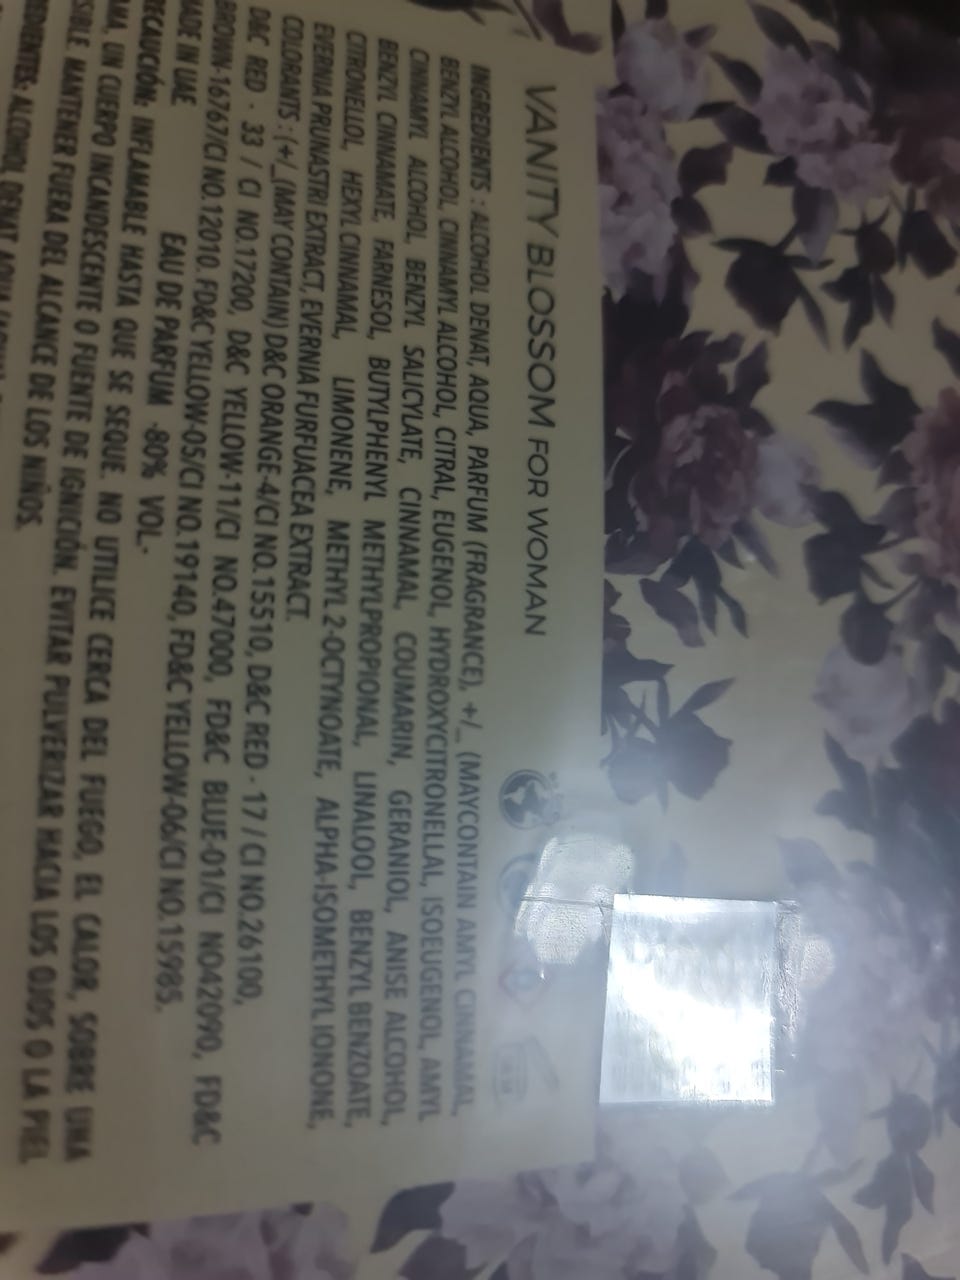 VANITY BLOSSOM FOR WOMAN
INGREDIENTS : ALCOHOL DENAT, AQUA, PARFUM (FRAGRANCE), +/_ (MAYCONTAIN AMYL CINNAMAL,
BENZYL ALCOHOL, CINNAMYL ALCOHOL, CITRAL, EUGENOL, HYDROXYCITRONELLAL, ISOEUGENOL, AMYL
CINNAMYL ALCOHOL, BENZYL SALICYLATE, CINNAMAL, COUMARIN, GERANIOL, ANISE ALCOHOL,
BENZYL CINNAMATE, FARNESOL, BUTYLPHENYL METHYLPROPIONAL, LINALOOL, BENZYL BENZOATE,
CITRONELLOL, HEXYL CINNAMAL, LIMONENE, METHYL 2-OCTYNOATE, ALPHA-ISOMETHYL IONONE,
EVERNIA PRUNASTRI EXTRACT, EVERNIA FURFUACEA EXTRACT.
COLORANTS : (+/_(MAY CONTAIN) D&C ORANGE-4/CI NO.15510, D&C RED - 17 / CI NO.26100,
D&C RED - 33 / CI NO.17200, D&C YELLOW-11/CI NO.47000, FD&C BLUE-01/CI NO42090, FD&C
BROWN-16767/CI NO.12010. FD&C YELLOW-05/CI NO.19140, FD&C YELLOW-06/CI NO.15985.
MADE IN UAE EAU DE PARFUM -80% VOL-
PRECAUCIÓN: INFLAMABLE HASTA QUE SE SEQUE. NO UTILICE CERCA DEL FUEGO, EL CALOR, SOBRE UNA
UN CUERPO INCANDESCENTE O FUENTE DE IGNICIÓN. EVITAR PULVERIZAR HACIA LOS OJOS O LA PIEL
MANTENER FUERA DEL ALCANCE DE LOS NIÑOS.
ALCOHOL DENAT